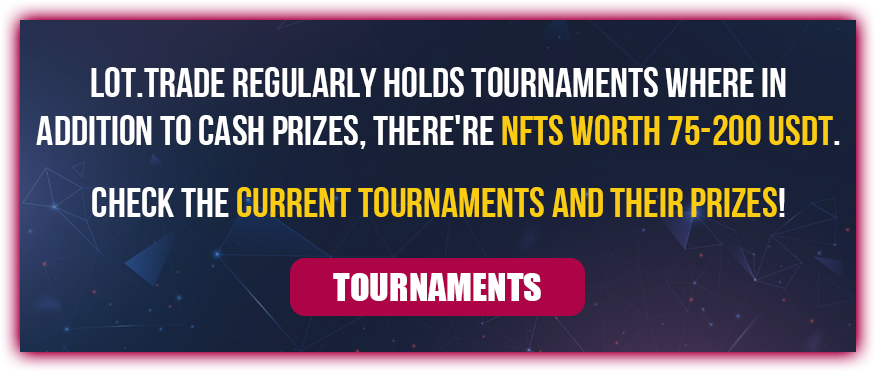 LOT.TRADE REGULARLY HOLDS TOURNAMENTS WHERE IN
ADDITION TO CASH PRIZES, THERE'RE NFTS WORTH 75-200 USDT.
CHECK THE CURRENT TOURNAMENTS AND THEIR PRIZES!
TOURNAMENTS